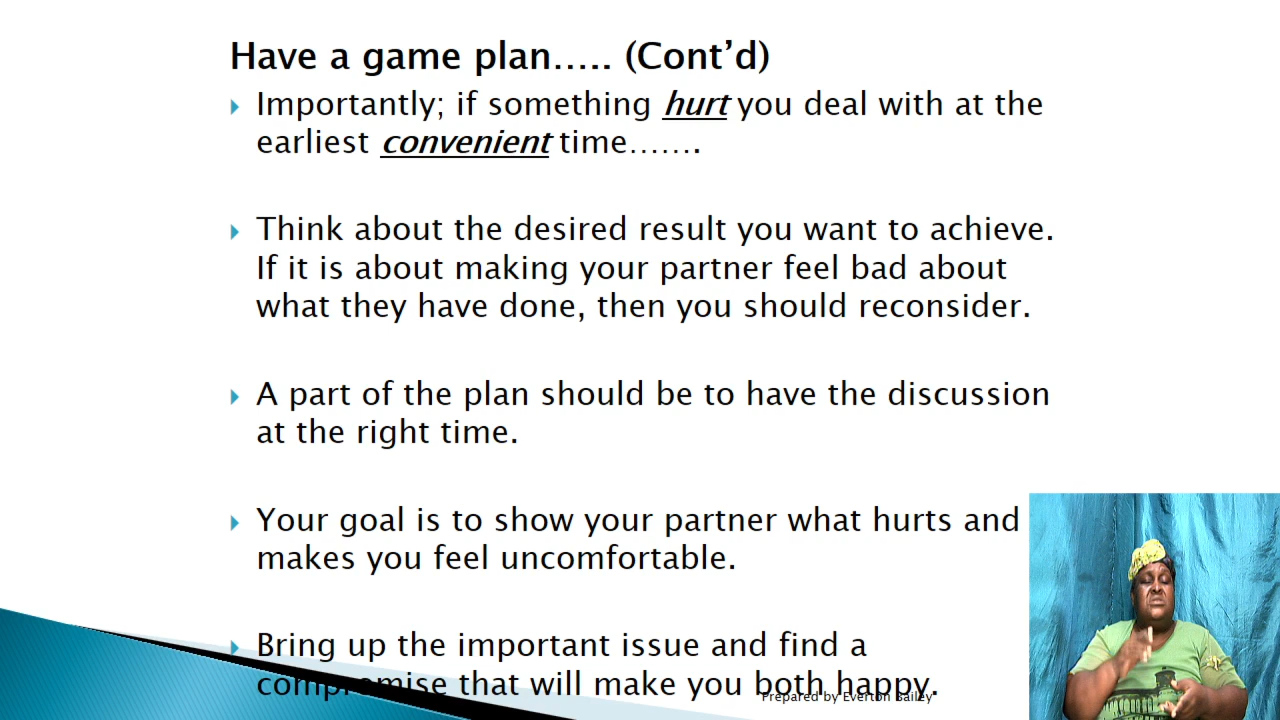 Have a game plan….. (Cont’d)
Importantly; if something hurt you deal with at the
earliest convenient time…….
Think about the desired result you want to achieve.
If it is about making your partner feel bad about
what they have done, then you should reconsider.
A part of the plan should be to have the discussion
at the right time.
Your goal is to show your partner what hurts and
makes you feel uncomfortable.
Bring up the important issue and find a
compromise that will make you both happy.
Prepared by Everton Bailey